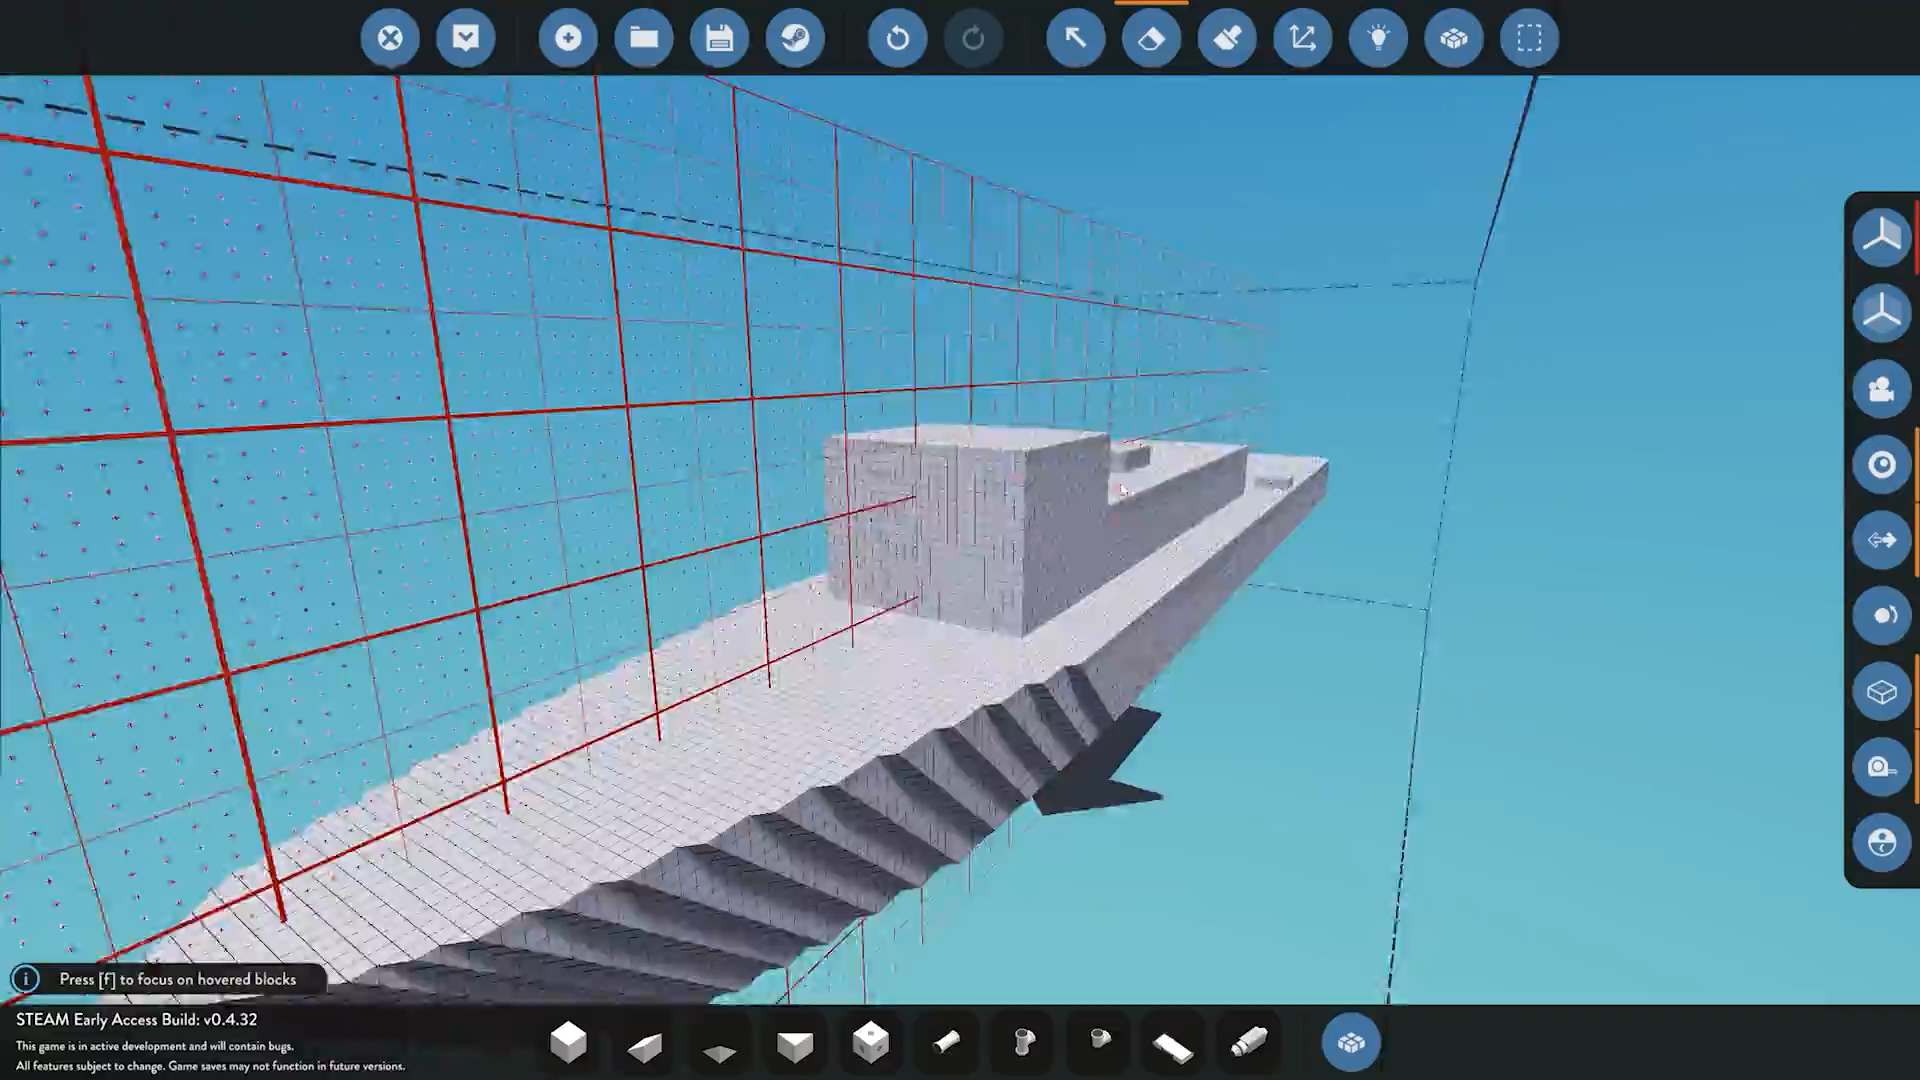 Press [f] to focus on hovered blocks
STEAM Early Access Build: v0.4.32
This game is in active development and will contain bugs.
All features subject to change. Game saves may not function in future versions.